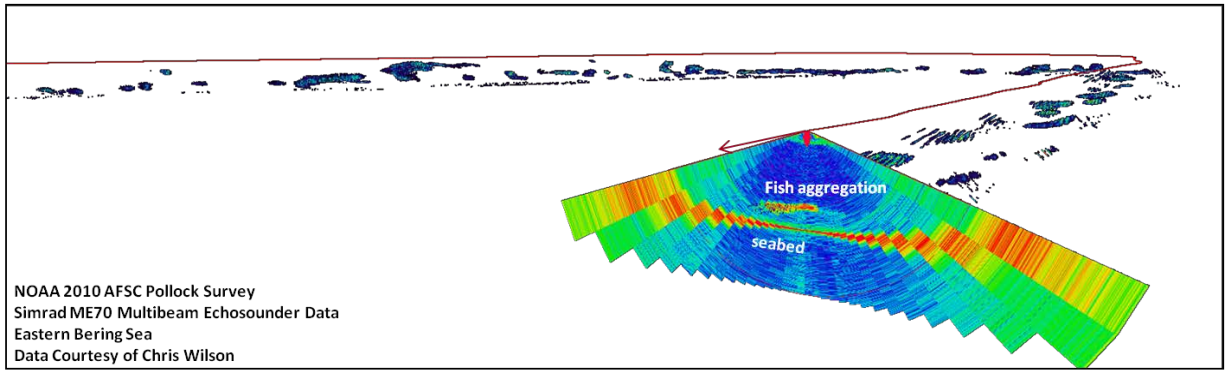 Fish aggregation
seabed
NOAA 2010 AFSC Pollock Survey
Simrad ME70 Multibeam Echosounder Data
Eastern Bering Sea
Data Courtesy of Chris Wilson